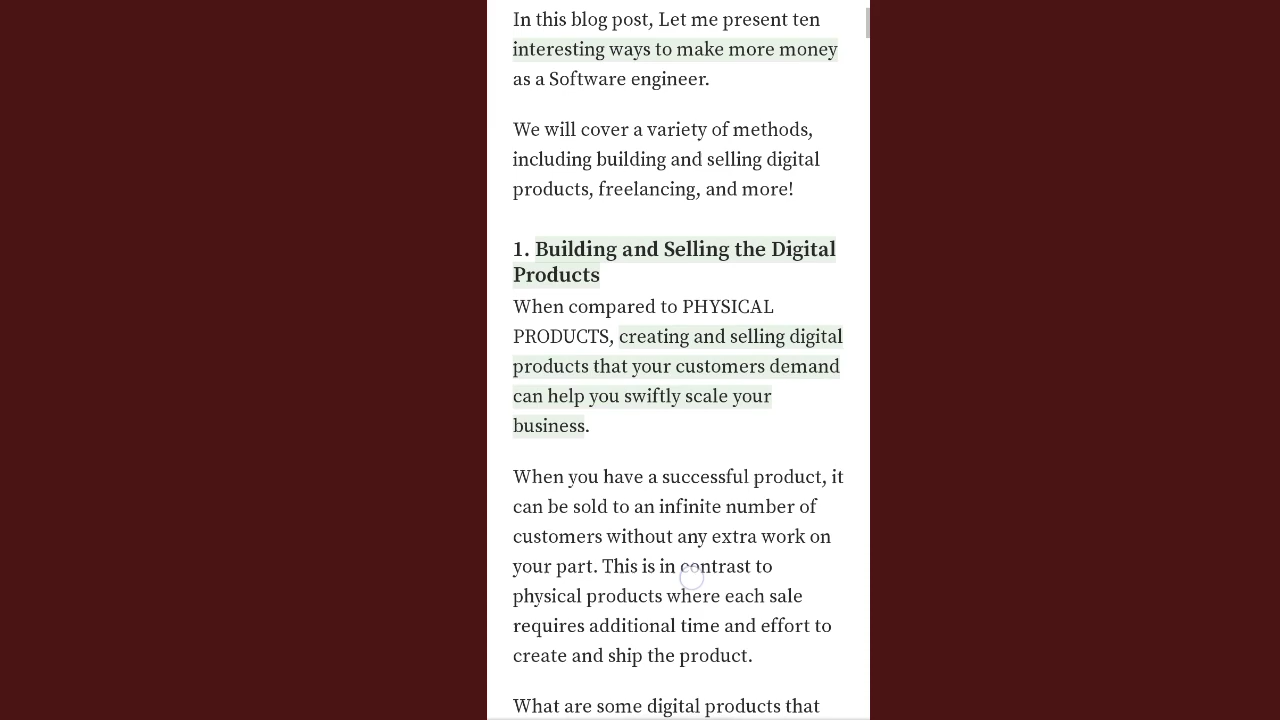 In this blog post, Let me present ten
interesting ways to make more money
as a Software engineer.
We will cover a variety of methods,
including building and selling digital
products, freelancing, and more!
1. Building and Selling the Digital
Products
When compared to PHYSICAL
PRODUCTS, creating and selling digital
products that your customers demand
can help you swiftly scale your
business.
When you have a successful product, it
can be sold to an infinite number of
customers without any extra work on
your part. This is in contrast to
physical products where each sale
requires additional time and effort to
create and ship the product.
What are some digital products that